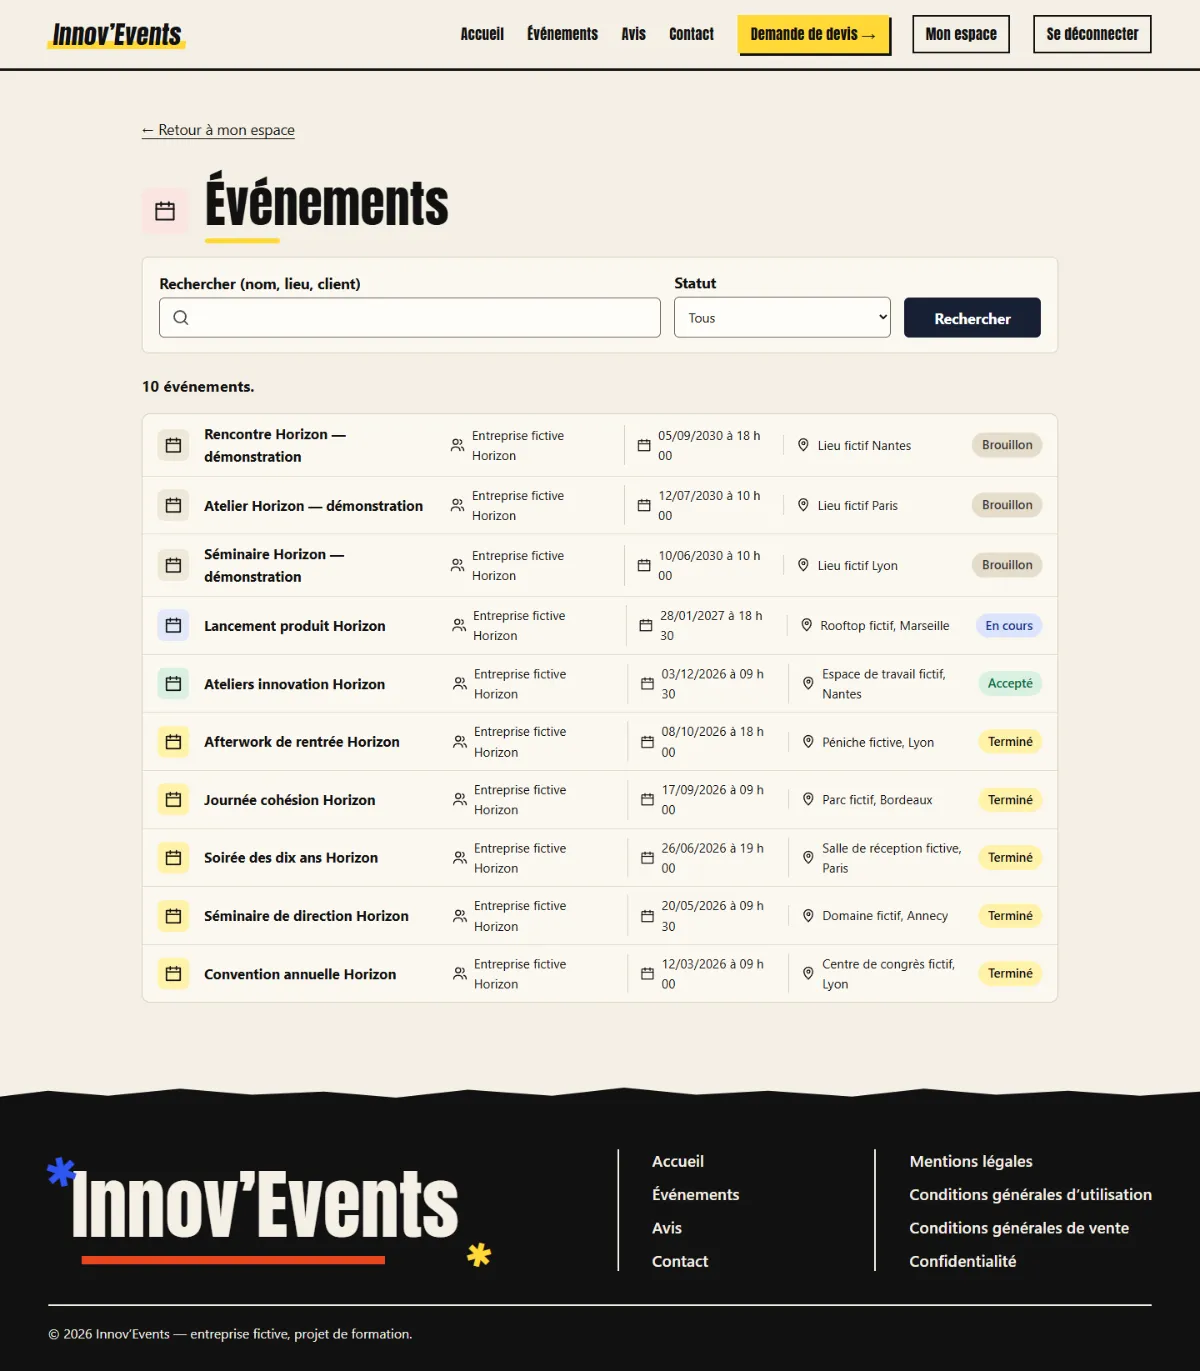 Innov’Events
Accueil
Événements
Avis
Contact
Demande de devis →
Mon espace
Se déconnecter
← Retour à mon espace
Événements
Rechercher (nom, lieu, client)
Statut
Tous
Rechercher
10 événements.
Rencontre Horizon —
démonstration
Entreprise fictive
Horizon
05/09/2030 à 18 h
00
Lieu fictif Nantes
Brouillon
Atelier Horizon — démonstration
Entreprise fictive
Horizon
12/07/2030 à 10 h
00
Lieu fictif Paris
Brouillon
Séminaire Horizon —
démonstration
Entreprise fictive
Horizon
10/06/2030 à 10 h
00
Lieu fictif Lyon
Brouillon
Lancement produit Horizon
Entreprise fictive
Horizon
28/01/2027 à 18 h
30
Rooftop fictif, Marseille
En cours
Ateliers innovation Horizon
Entreprise fictive
Horizon
03/12/2026 à 09 h
30
Espace de travail fictif,
Nantes
Accepté
Afterwork de rentrée Horizon
Entreprise fictive
Horizon
08/10/2026 à 18 h
00
Péniche fictive, Lyon
Terminé
Journée cohésion Horizon
Entreprise fictive
Horizon
17/09/2026 à 09 h
00
Parc fictif, Bordeaux
Terminé
Soirée des dix ans Horizon
Entreprise fictive
Horizon
26/06/2026 à 19 h
00
Salle de réception fictive,
Paris
Terminé
Séminaire de direction Horizon
Entreprise fictive
Horizon
20/05/2026 à 09 h
30
Domaine fictif, Annecy
Terminé
Convention annuelle Horizon
Entreprise fictive
Horizon
12/03/2026 à 09 h
00
Centre de congrès fictif,
Lyon
Terminé
Innov’Events
Accueil
Événements
Avis
Contact
Mentions légales
Conditions générales d’utilisation
Conditions générales de vente
Confidentialité
© 2026 Innov’Events — entreprise fictive, projet de formation.